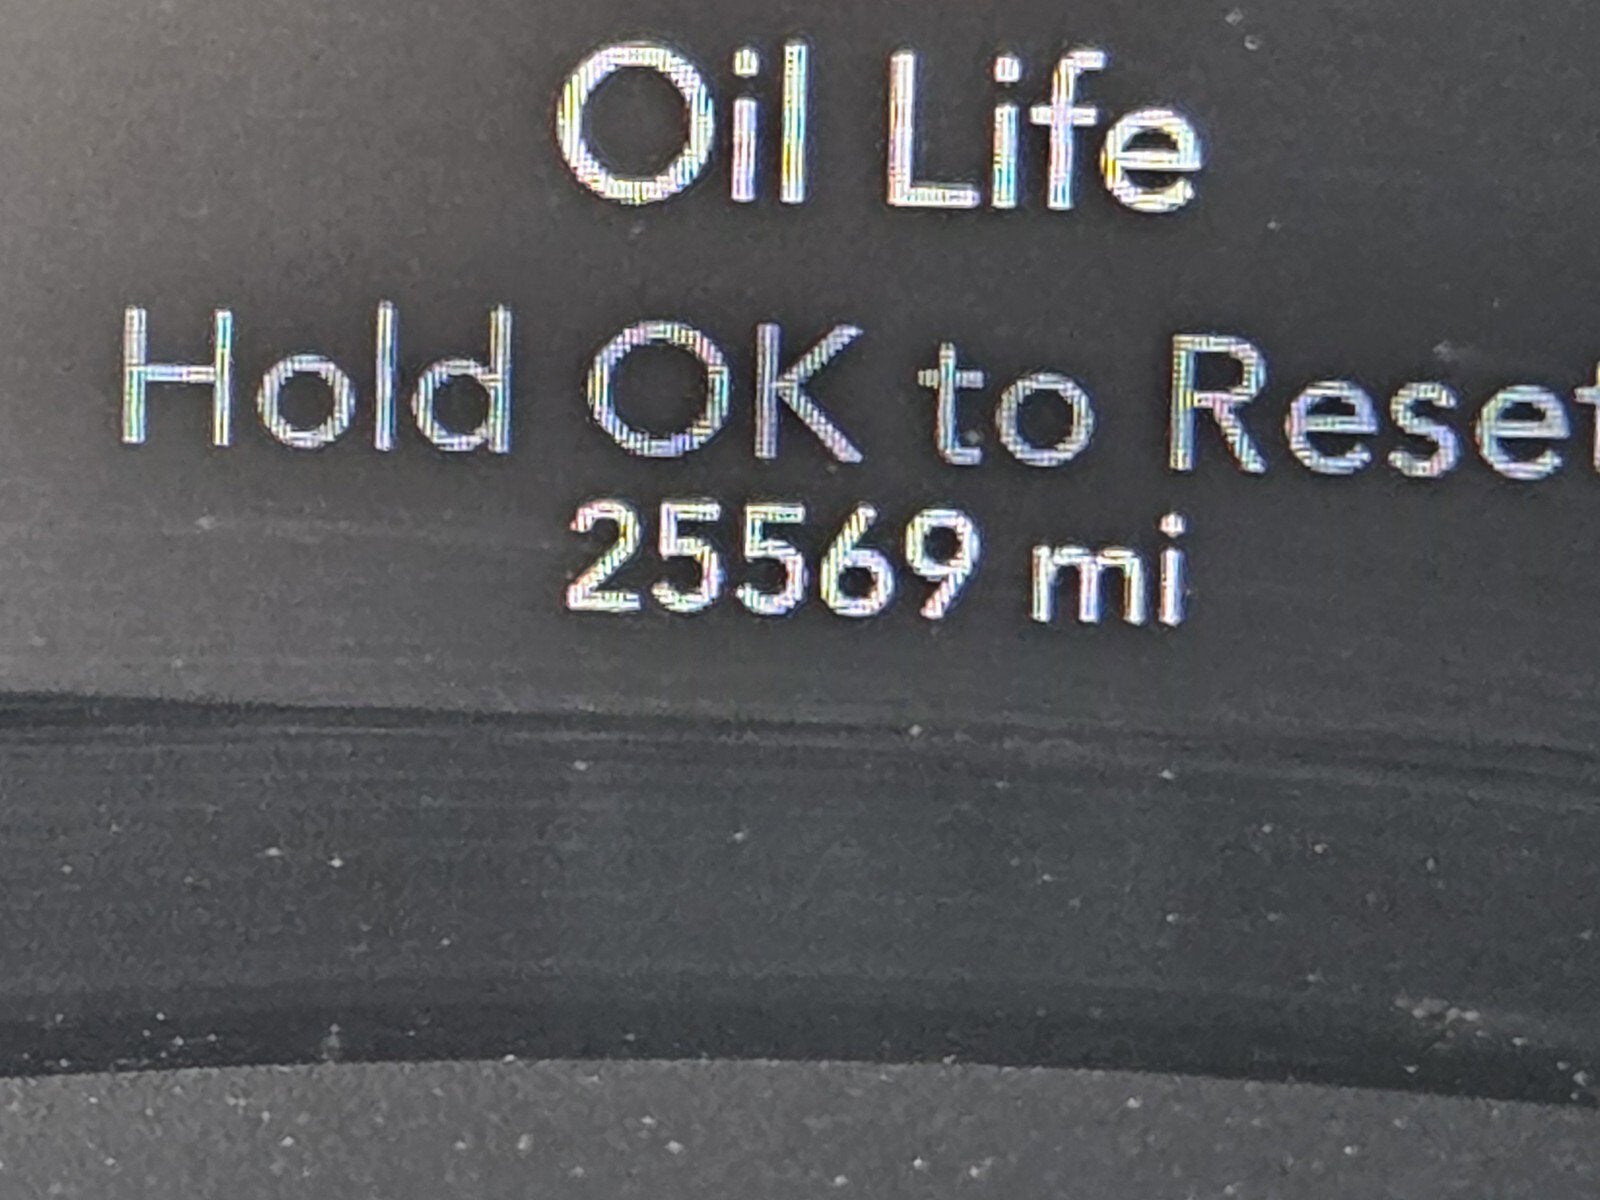 Oil Life
Hold OK to Reset
25569 mi